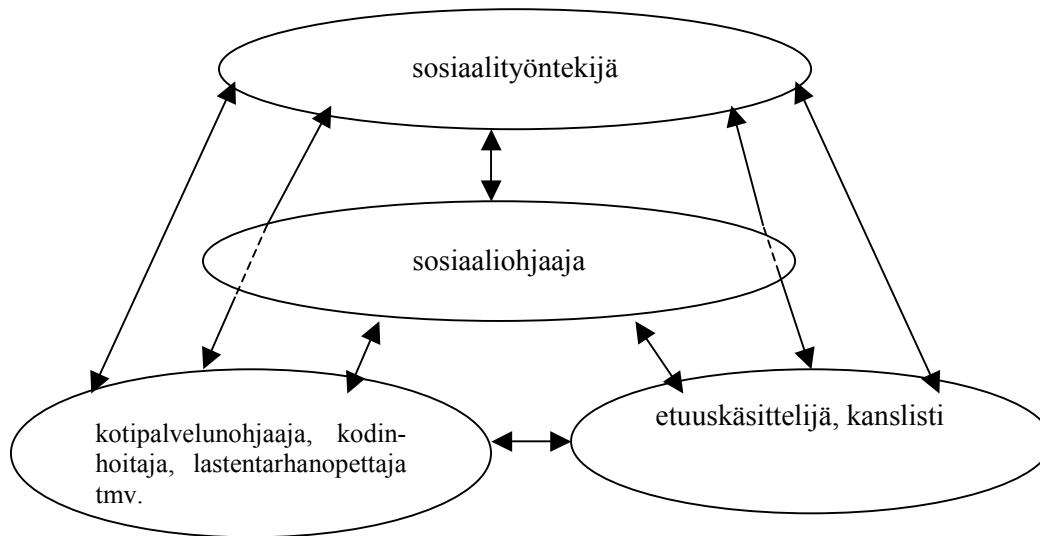 sosiaalityöntekijä
sosiaaliohjaaja
kotipalvelunohjaaja, kodin-
hoitaja, lastentarhanopettaja
tmv.
etuuskäsittelijä, kanslisti